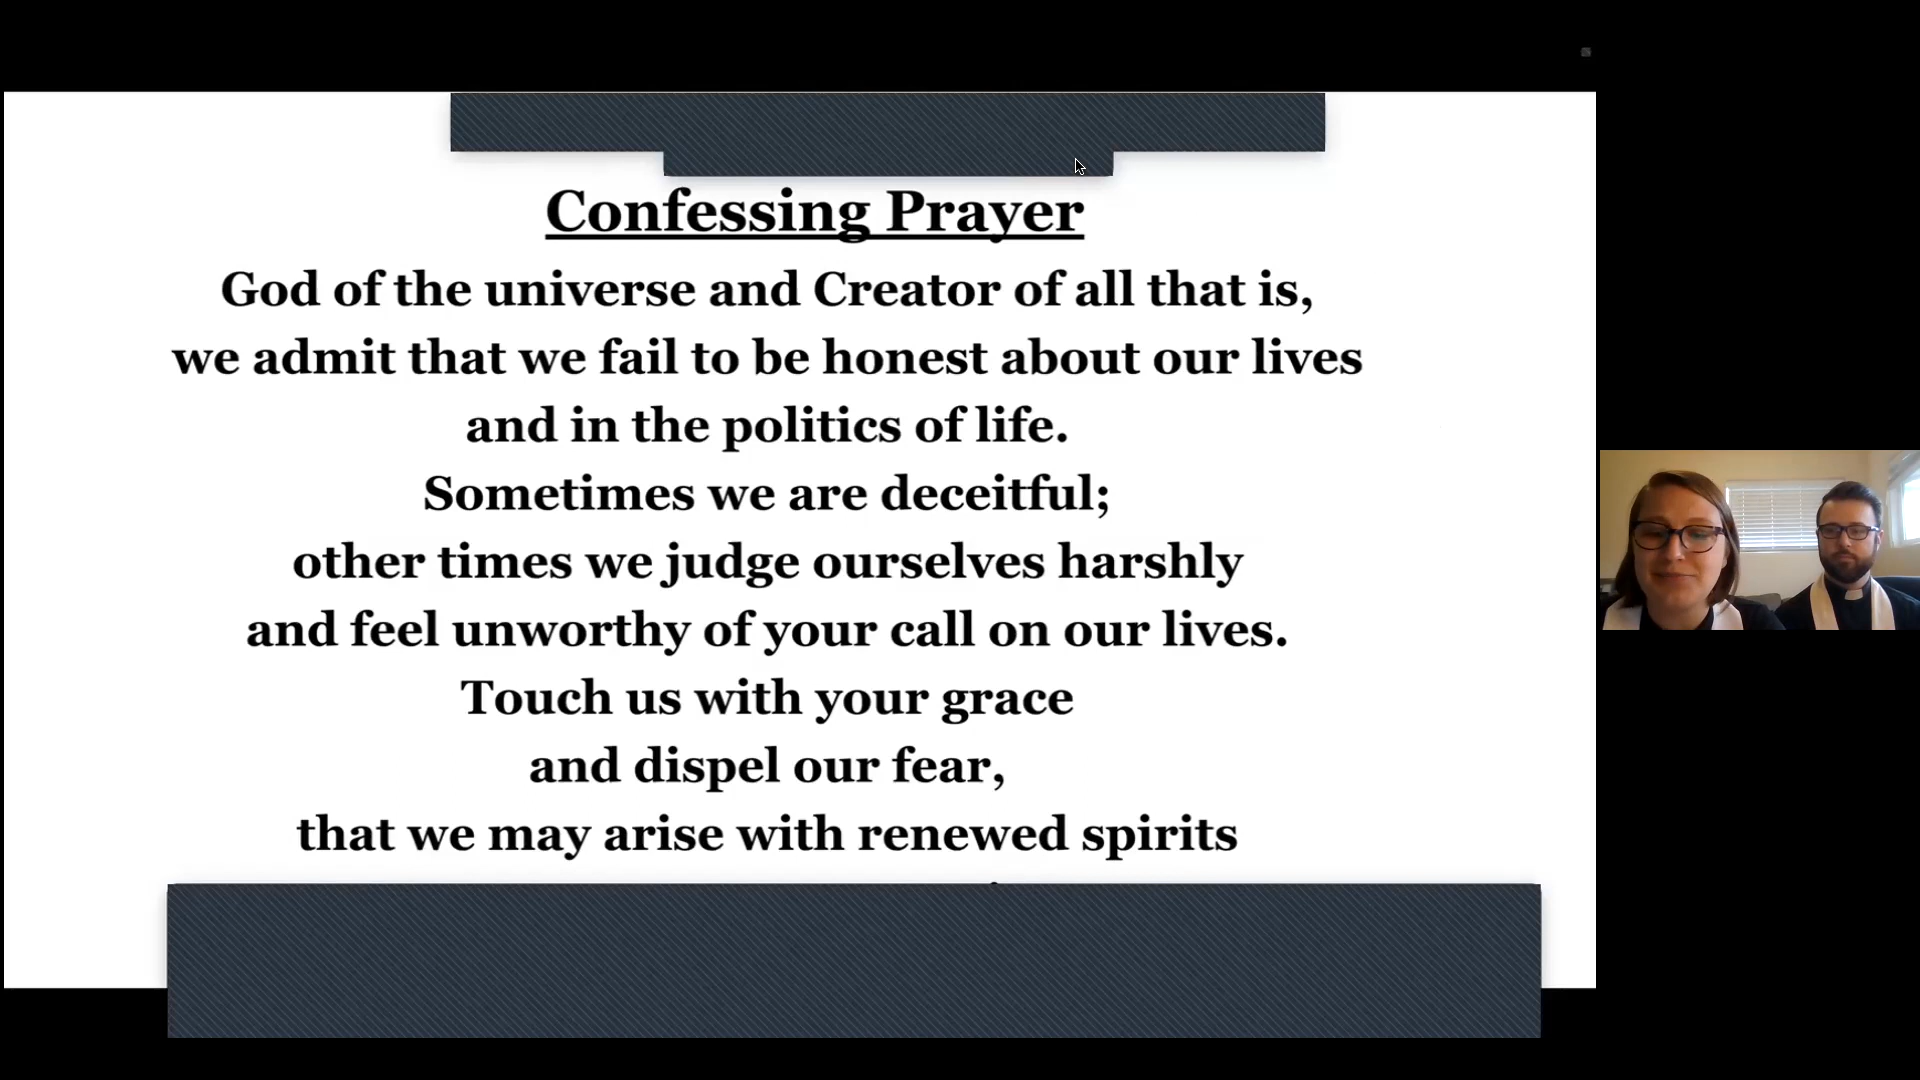 Confessing Prayer
God of the universe and Creator of all that is,
we admit that we fail to be honest about our lives
and in the politics of life.
Sometimes we are deceitful;
other times we judge ourselves harshly
and feel unworthy of your call on our lives.
Touch us with your grace
and dispel our fear,
that we may arise with renewed spirits